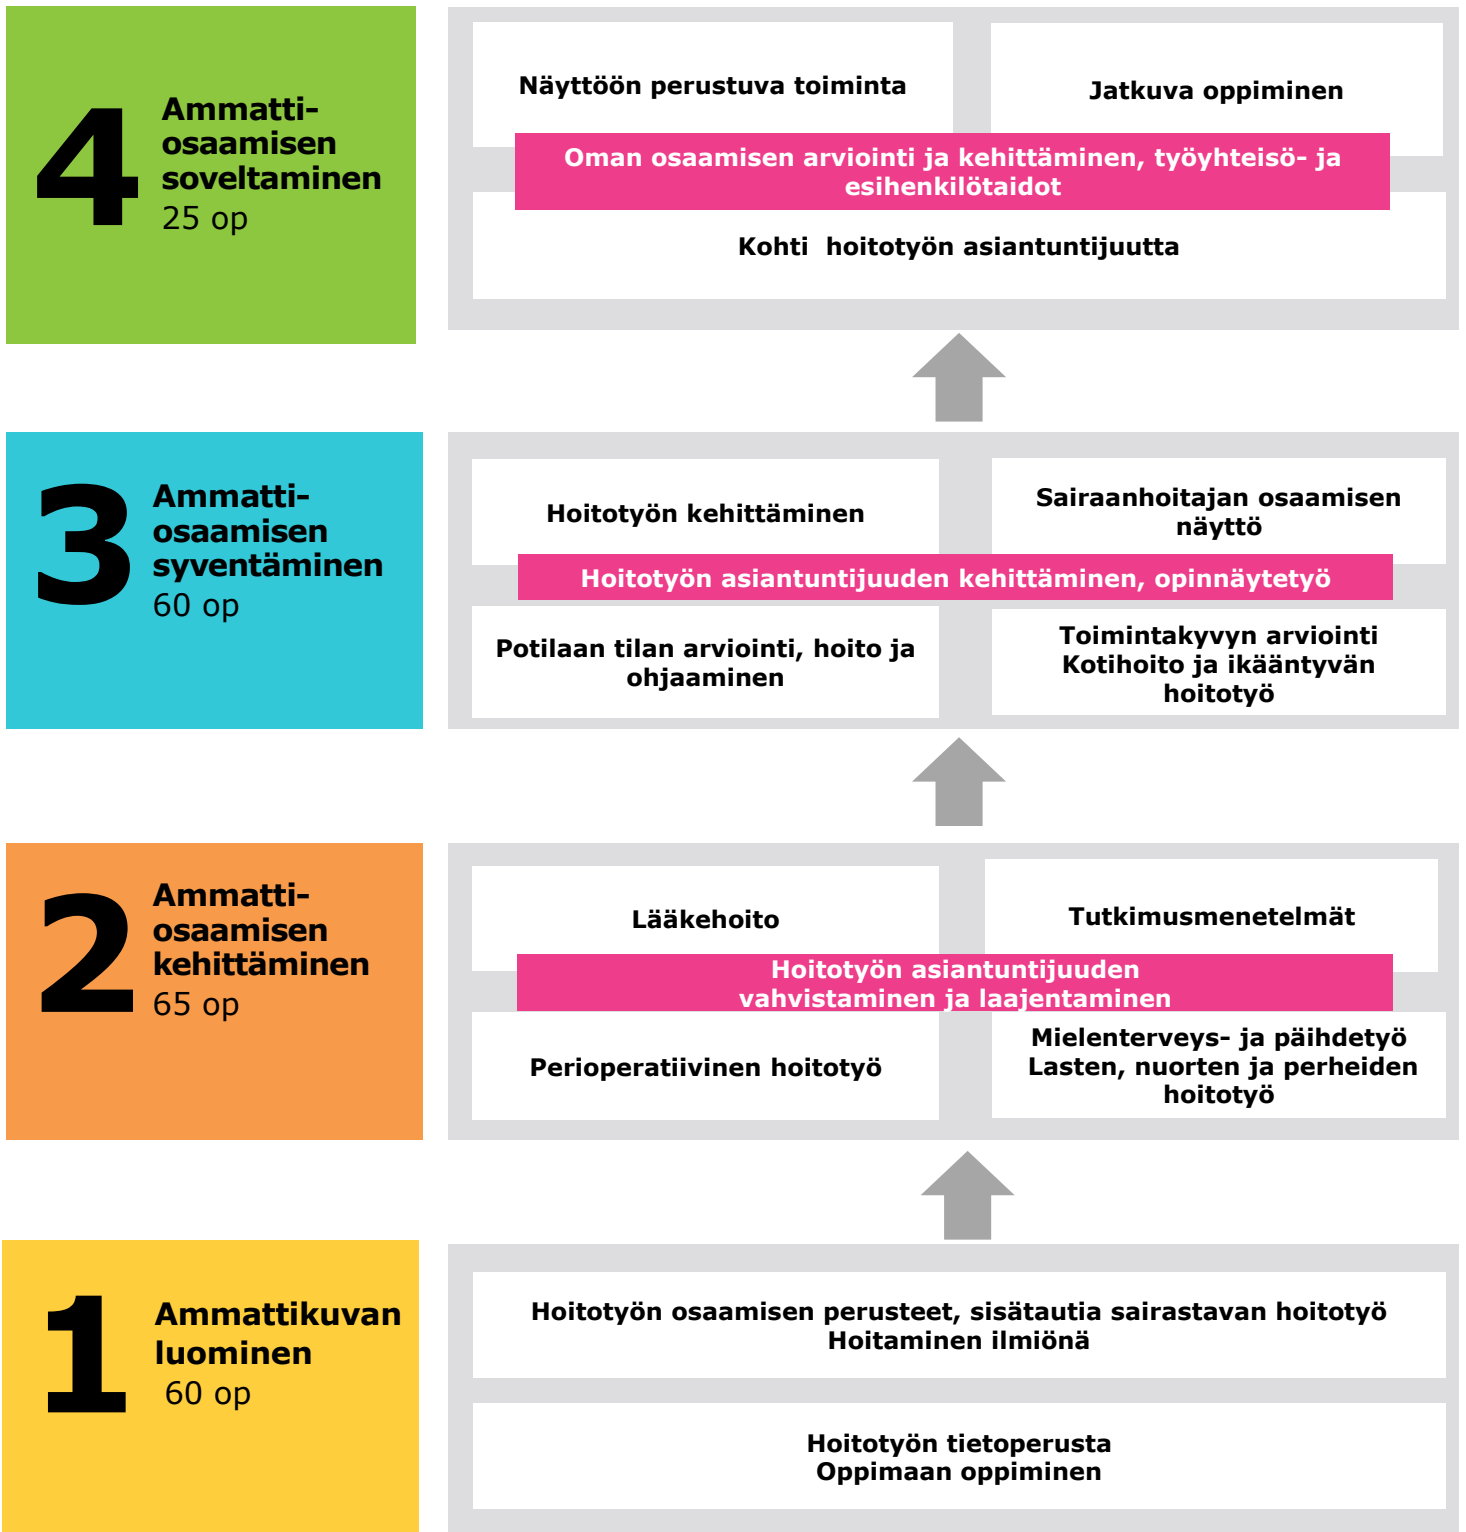 4
Ammatti-
osaamisen
soveltaminen
25 op
Näyttöön perustuva toiminta
Jatkuva oppiminen
Oman osaamisen arviointi ja kehittäminen, työyhteisö- ja
esihenkilötaidot
Kohti hoitotyön asiantuntijuutta
3
Ammatti-
osaamisen
syventäminen
60 op
Hoitotyön kehittäminen
Sairaanhoitajan osaamisen
näyttö
Hoitotyön asiantuntijuuden kehittäminen, opinnäytetyö
Potilaan tilan arviointi, hoito ja
ohjaaminen
Toimintakyvyn arviointi
Kotihoito ja ikääntyvän
hoitotyö
2
Ammatti-
osaamisen
kehittäminen
65 op
Lääkehoito
Tutkimusmenetelmät
Hoitotyön asiantuntijuuden
vahvistaminen ja laajentaminen
Perioperatiivinen hoitotyö
Mielenterveys- ja päihdetyö
Lasten, nuorten ja perheiden
hoitotyö
1
Ammattikuvan
luominen
60 op
Hoitotyön osaamisen perusteet, sisätautia sairastavan hoitotyö
Hoitaminen ilmiönä
Hoitotyön tietoperusta
Oppimaan oppiminen